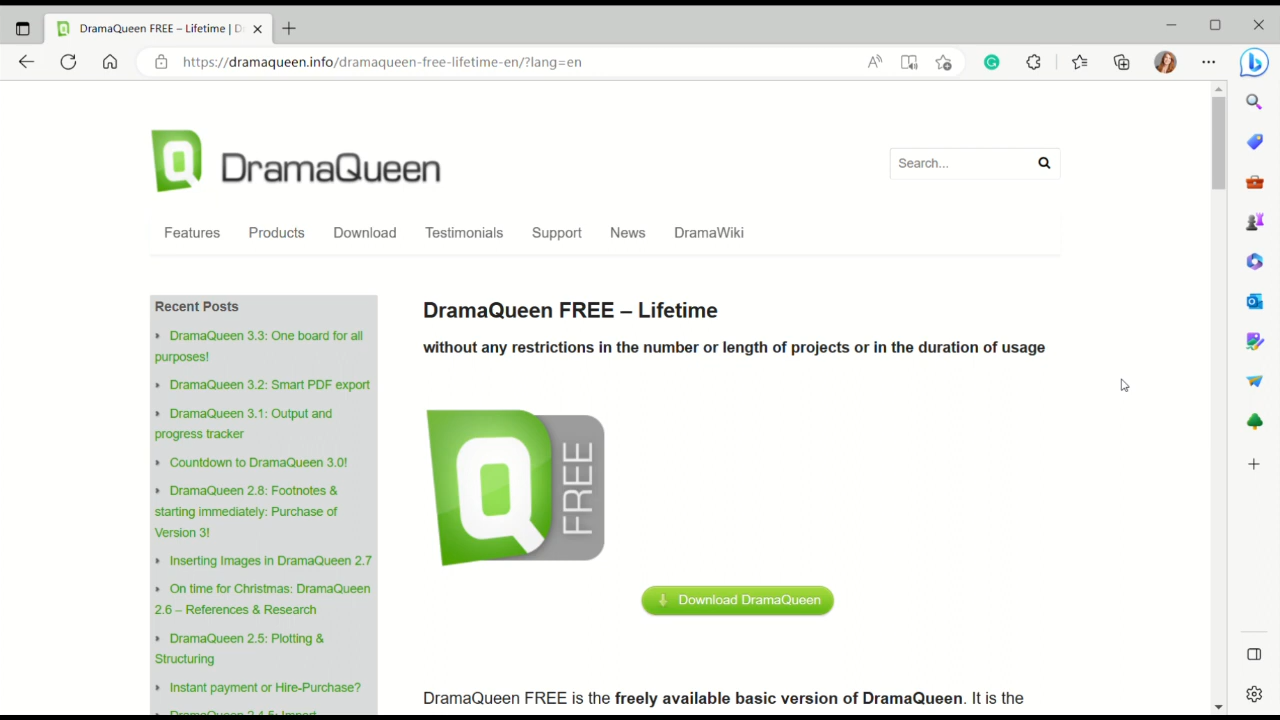 DramaQueen FREE – Lifetime | D
https://dramaqueen.info/dramaqueen-free-lifetime-en/?lang=en
DramaQueen
Search...
Features Products Download Testimonials Support News DramaWiki
Recent Posts
DramaQueen 3.3: One board for all
purposes!
DramaQueen 3.2: Smart PDF export
DramaQueen 3.1: Output and
progress tracker
Countdown to DramaQueen 3.0!
DramaQueen 2.8: Footnotes &
starting immediately: Purchase of
Version 3!
Inserting Images in DramaQueen 2.7
On time for Christmas: DramaQueen
2.6 – References & Research
DramaQueen 2.5: Plotting &
Structuring
Instant payment or Hire-Purchase?
DramaQueen 2.4.5: Import
DramaQueen FREE – Lifetime
without any restrictions in the number or length of projects or in the duration of usage
FREE
Download DramaQueen
DramaQueen FREE is the freely available basic version of DramaQueen. It is the